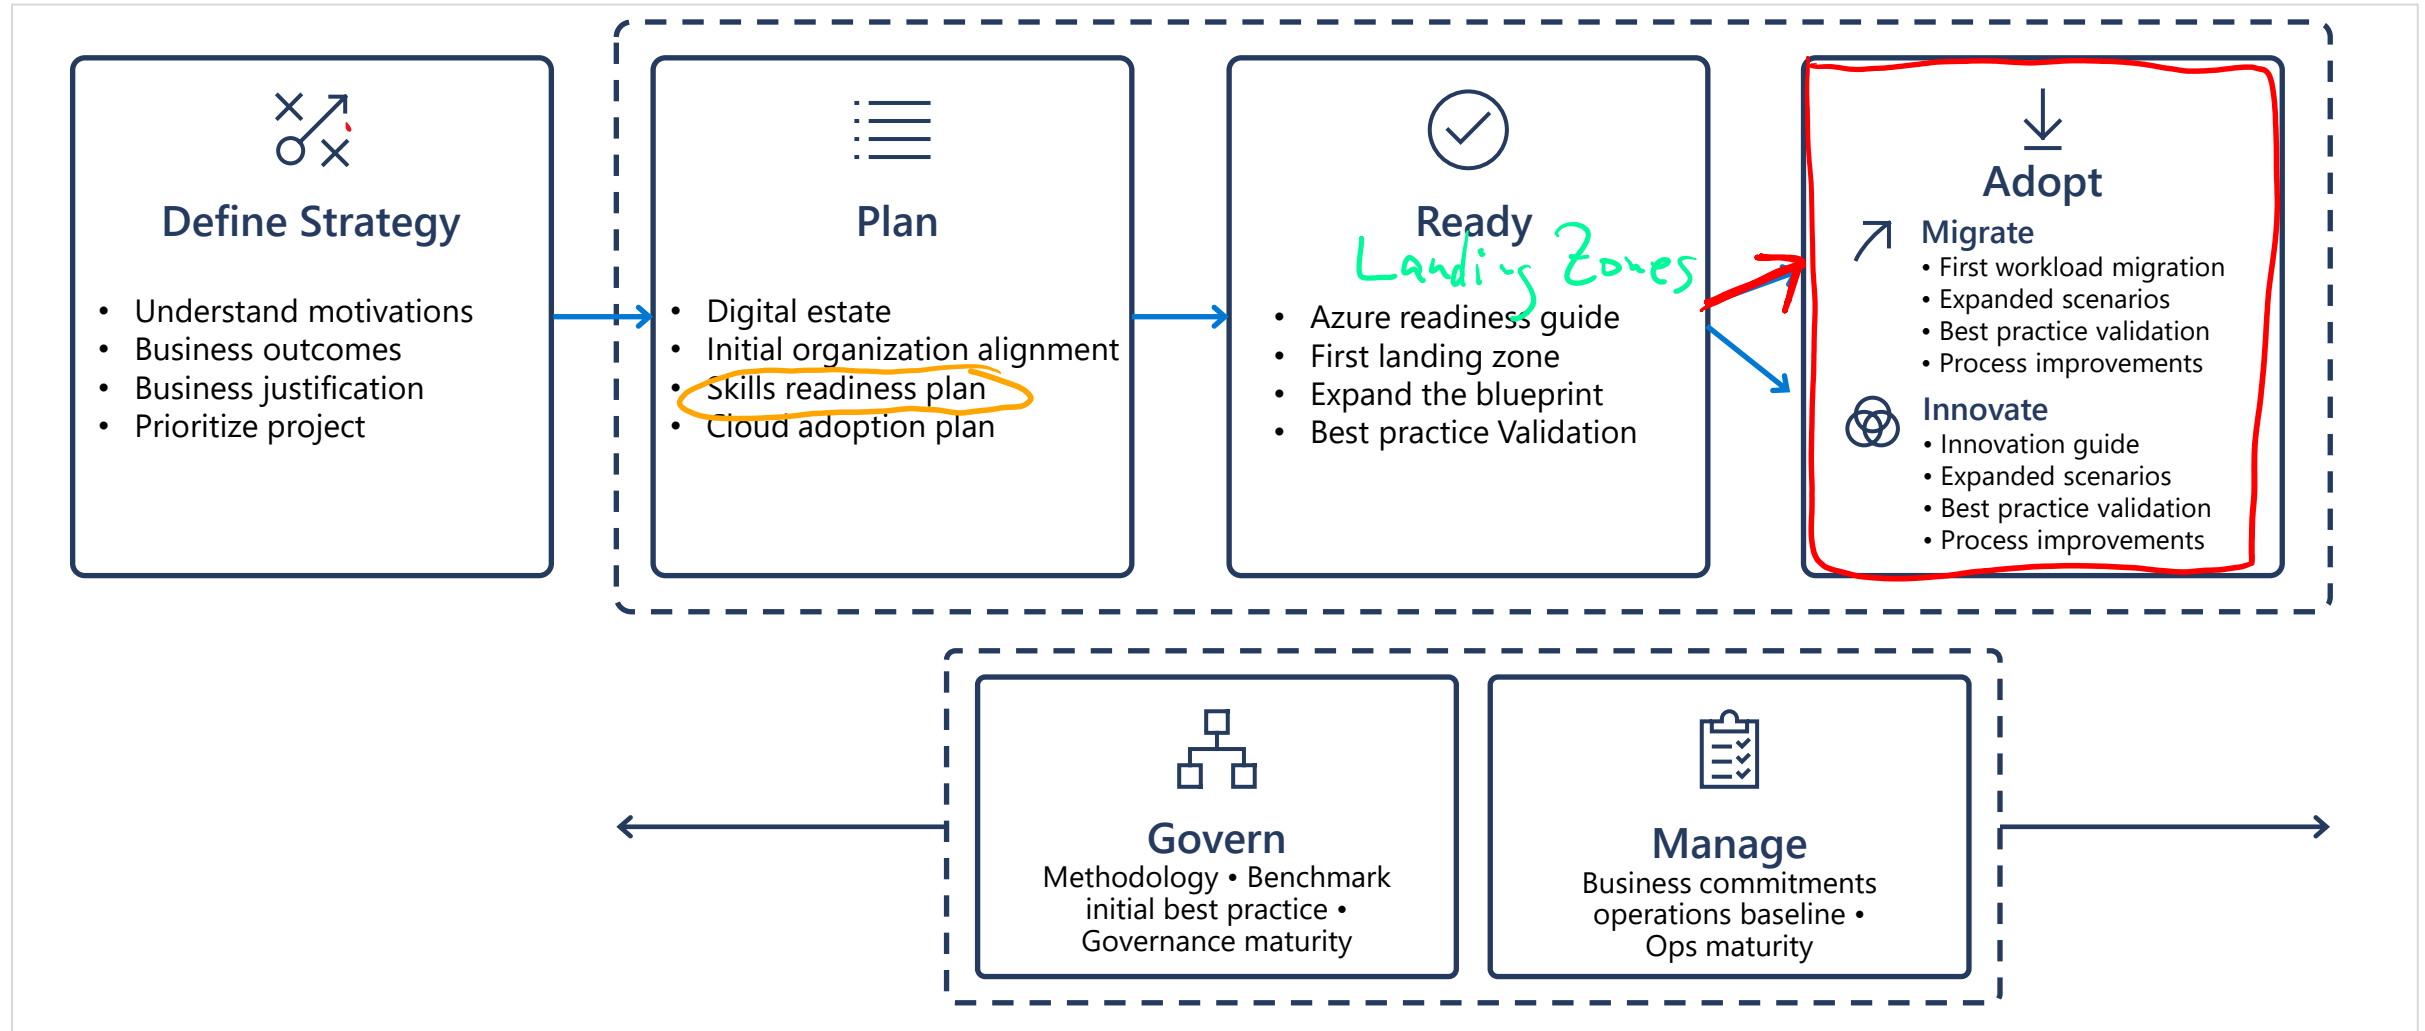 Define Strategy
• Understand motivations
• Business outcomes
• Business justification
• Prioritize project
Plan
• Digital estate
• Initial organization alignment
• Skills readiness plan
• Cloud adoption plan
Ready
Landing Zones
• Azure readiness guide
• First landing zone
• Expand the blueprint
• Best practice Validation
Adopt
Migrate
• First workload migration
• Expanded scenarios
• Best practice validation
• Process improvements
Innovate
• Innovation guide
• Expanded scenarios
• Best practice validation
• Process improvements
Govern
Methodology • Benchmark
initial best practice •
Governance maturity
Manage
Business commitments
operations baseline •
Ops maturity